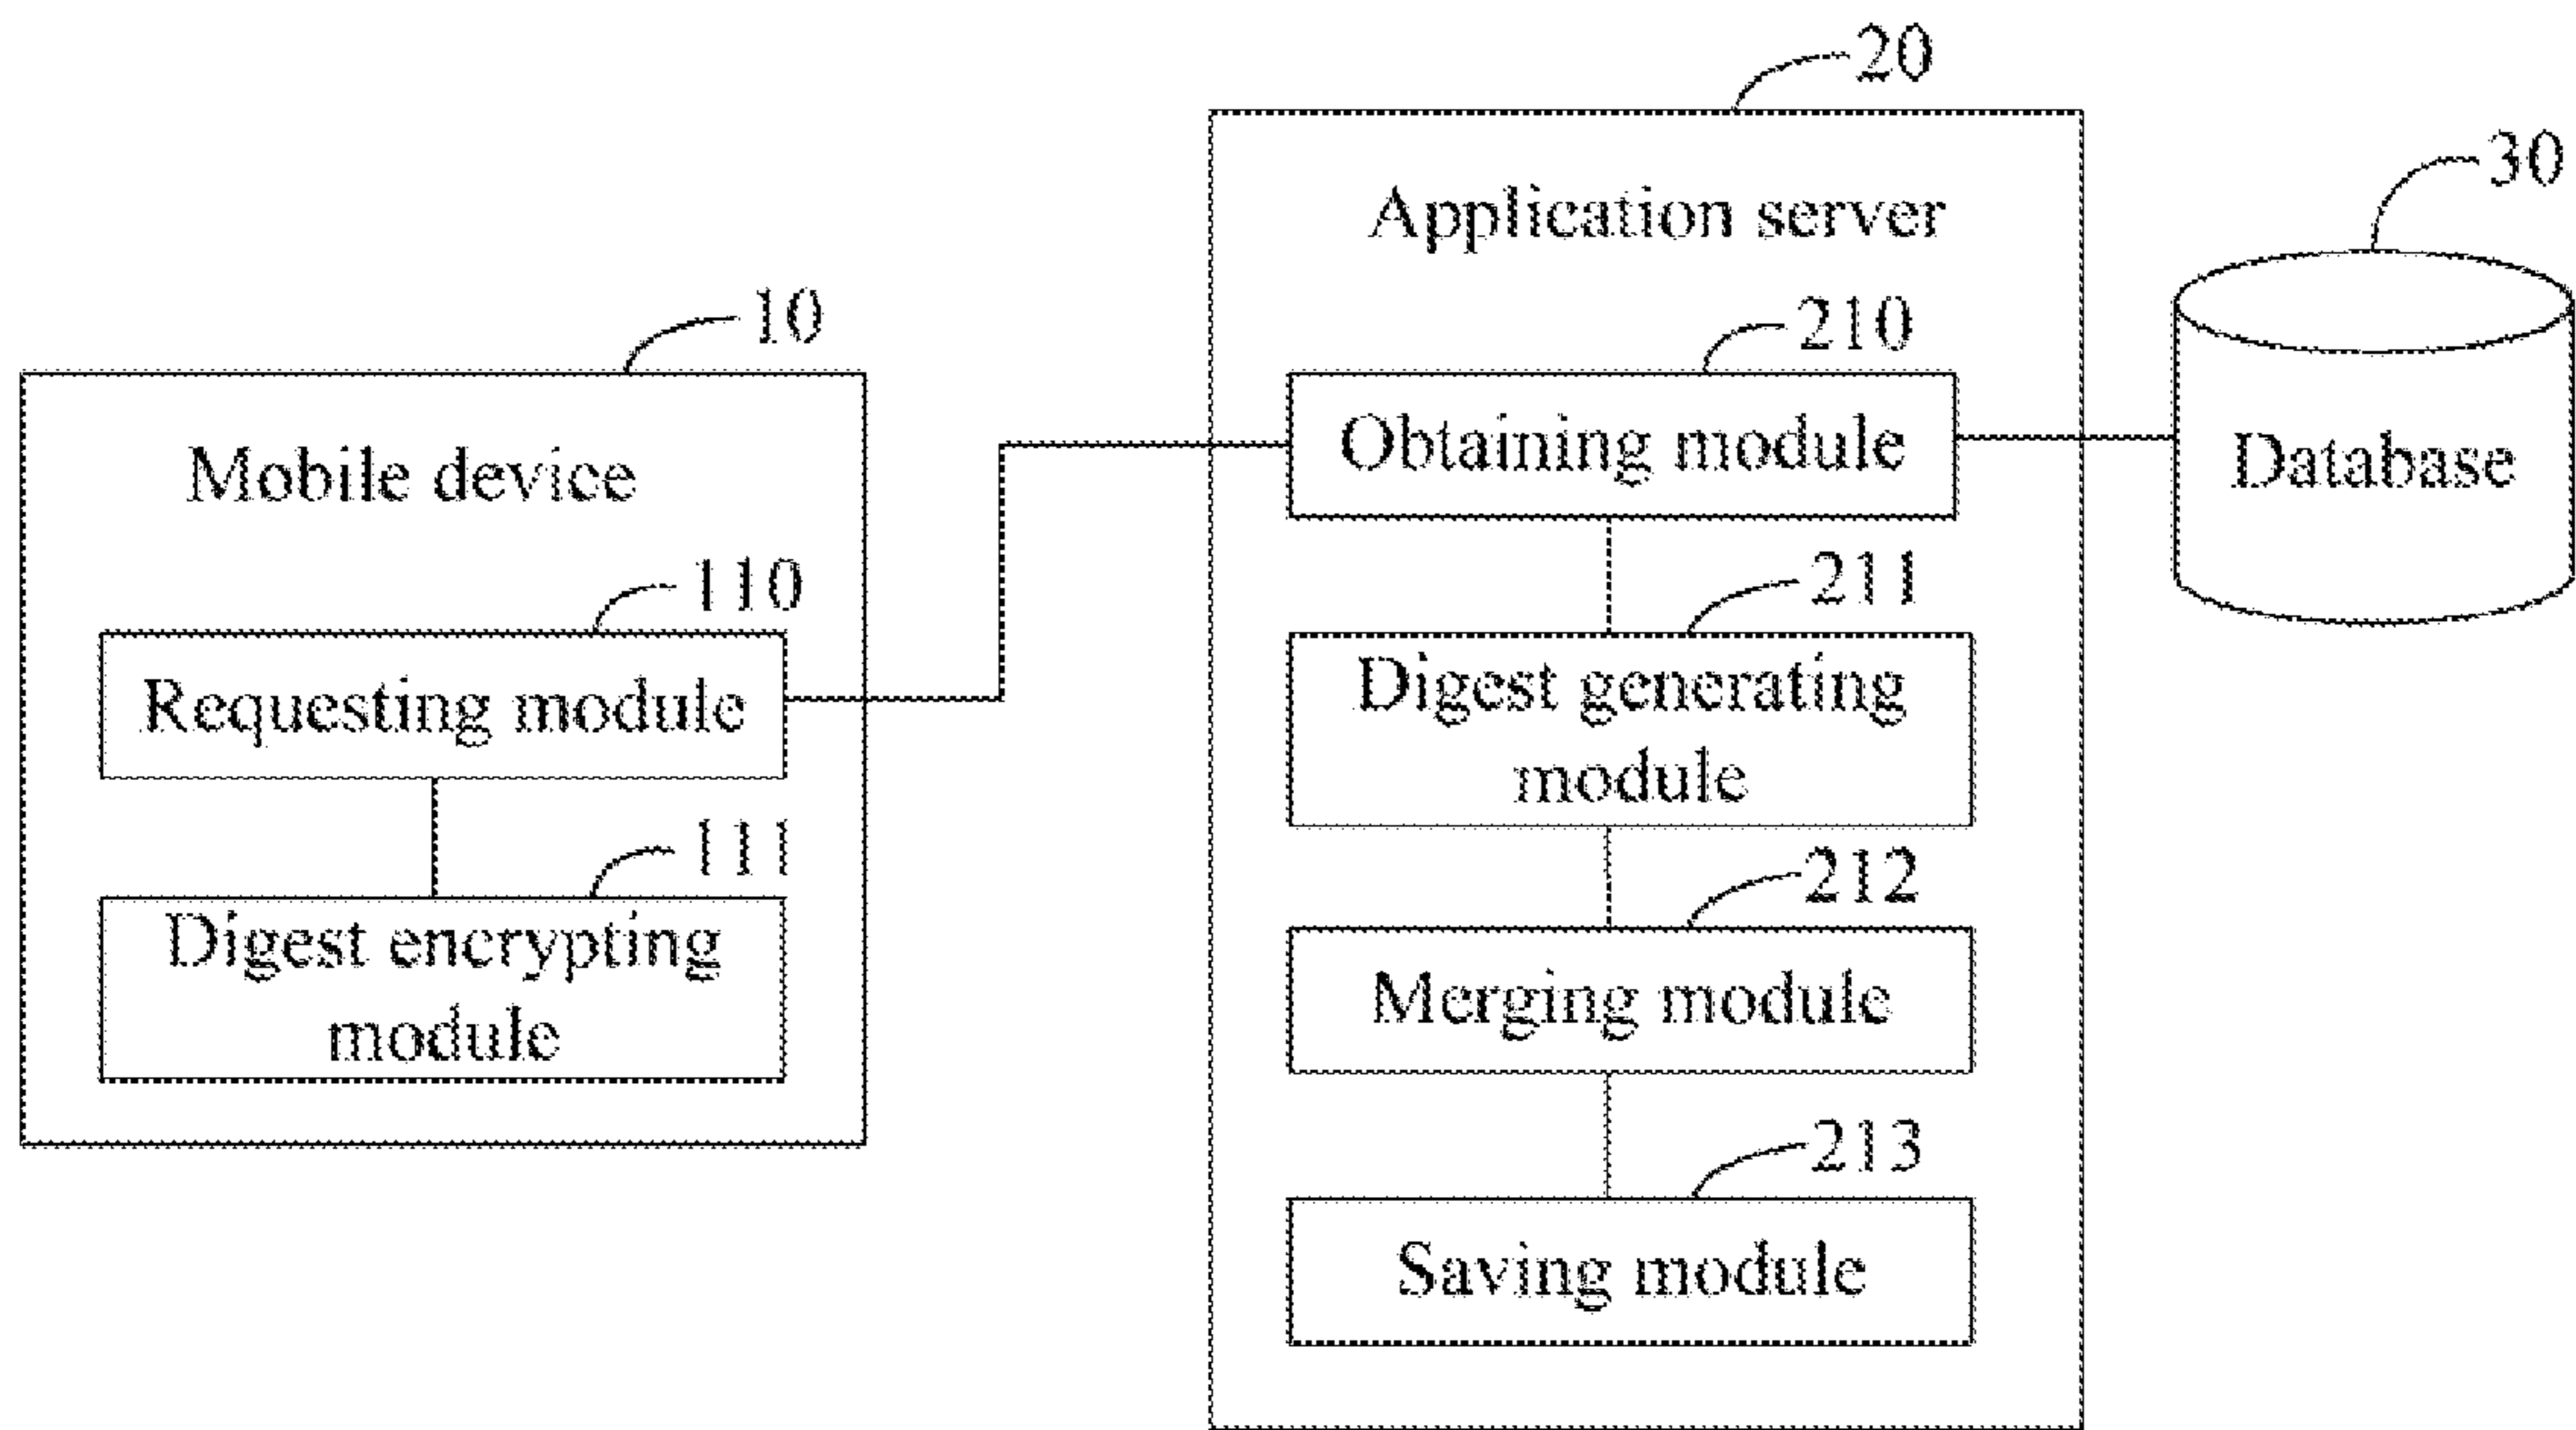 10
Mobile device
110
Requesting module
111
Digest encrypting
module
20
Application server
210
Obtaining module
211
Digest generating
module
212
Merging module
213
Saving module
30
Database